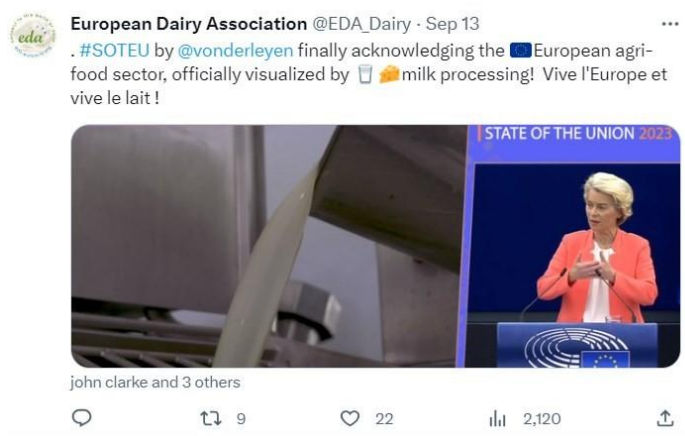 European Dairy Association @EDA_Dairy · Sep 13
. #SOTEU by @vonderleyen finally acknowledging the 🇪🇺European agri-
food sector, officially visualized by 🥛 🧀milk processing! Vive l'Europe et
vive le lait !
eda
STATE OF THE UNION 2023
john clarke and 3 others
9 22 2,120